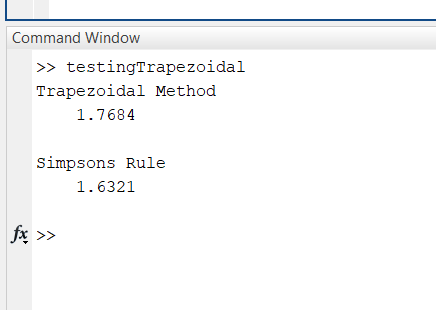 Command Window
>> testingTrapezoidal
Trapezoidal Method
1.7684
Simpsons Rule
1.6321
fx >>